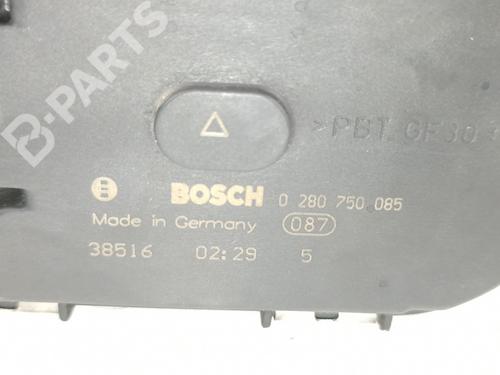 B-Parts
>PBT GF30
BOSCH 0 280 750 085
Made in Germany 087
38516 02:29 5